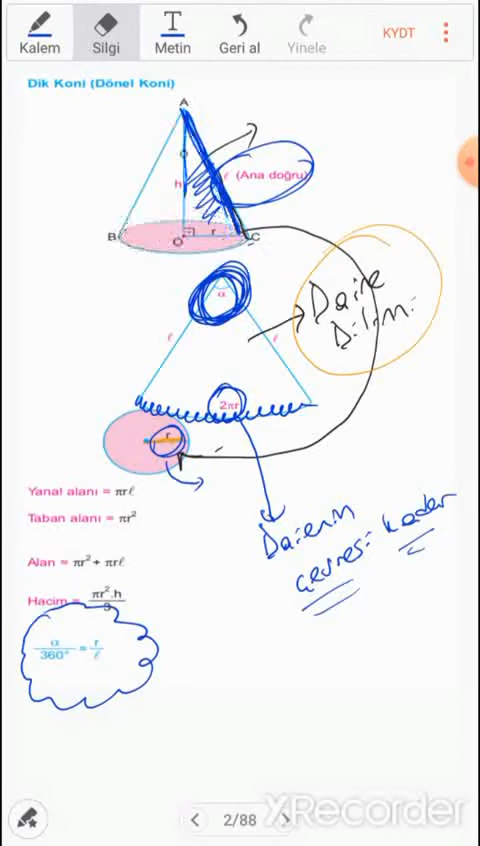 Kalem Silgi Metin Geri al Yinele KYDT
Dik Koni (Dönel Koni)
A
h ℓ (Ana doğru)
B O r C
α
Daire
Dilimi
ℓ ℓ
2πr
r
Yanal alanı = πrℓ
Taban alanı = πr²
Dairenin
çevresi kadar
Alan = πr² + πrℓ
Hacim = πr².h / 3
α / 360° = r / ℓ
2/88
XRecorder